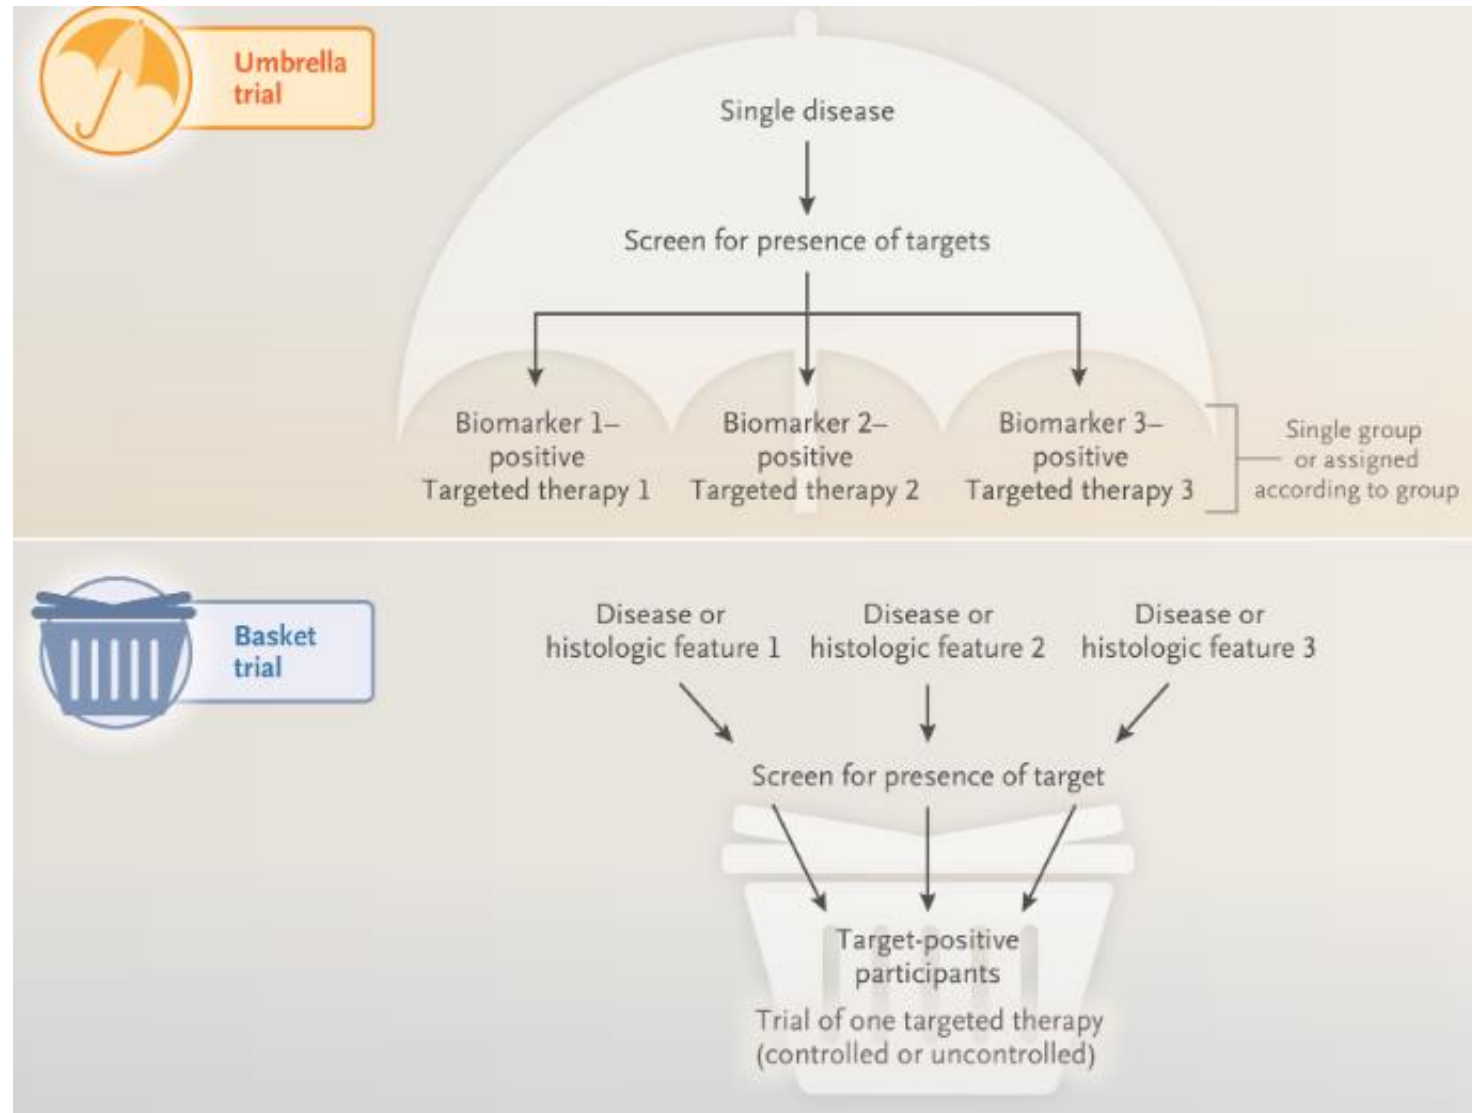 Umbrella
trial
Single disease
Screen for presence of targets
Biomarker 1–
positive
Targeted therapy 1
Biomarker 2–
positive
Targeted therapy 2
Biomarker 3–
positive
Targeted therapy 3
Single group
or assigned
according to group
Basket
trial
Disease or
histologic feature 1
Disease or
histologic feature 2
Disease or
histologic feature 3
Screen for presence of target
Target-positive
participants
Trial of one targeted therapy
(controlled or uncontrolled)